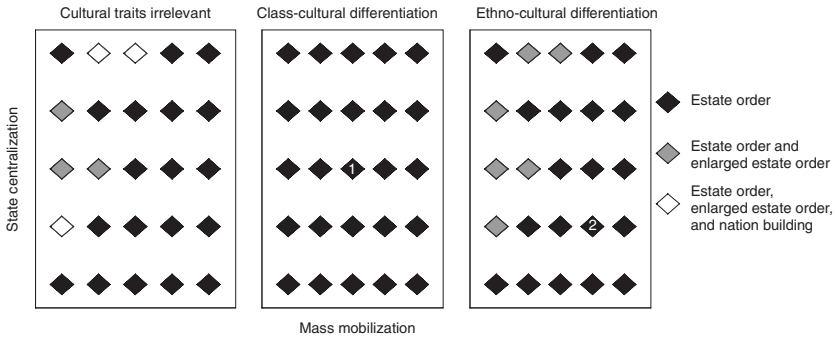 Cultural traits irrelevant
Class-cultural differentiation
Ethno-cultural differentiation
State centralization
1
2
Estate order
Estate order and
enlarged estate order
Estate order,
enlarged estate order,
and nation building
Mass mobilization